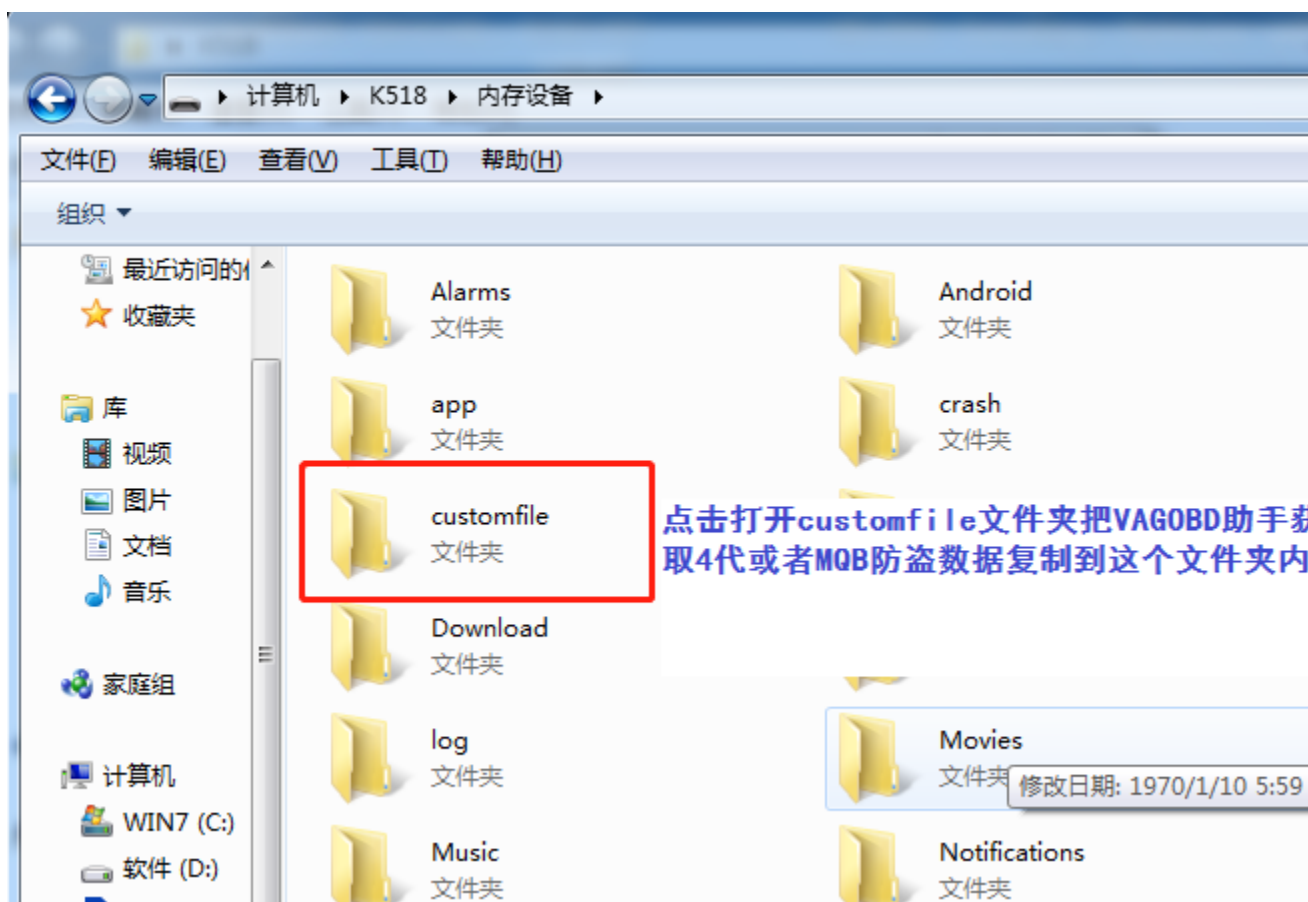 计算机 ▸ K518 ▸ 内存设备 ▸
文件(F) 编辑(E) 查看(V) 工具(T) 帮助(H)
组织
最近访问的
收藏夹
库
视频
图片
文档
音乐
家庭组
计算机
WIN7 (C:)
软件 (D:)
Alarms
文件夹
Android
文件夹
app
文件夹
crash
文件夹
customfile
文件夹
点击打开customfile文件夹把VAGOBD助手获
取4代或者MQB防盗数据复制到这个文件夹内
Download
文件夹
log
文件夹
Movies
文件夹
修改日期: 1970/1/10 5:59
Music
文件夹
Notifications
文件夹